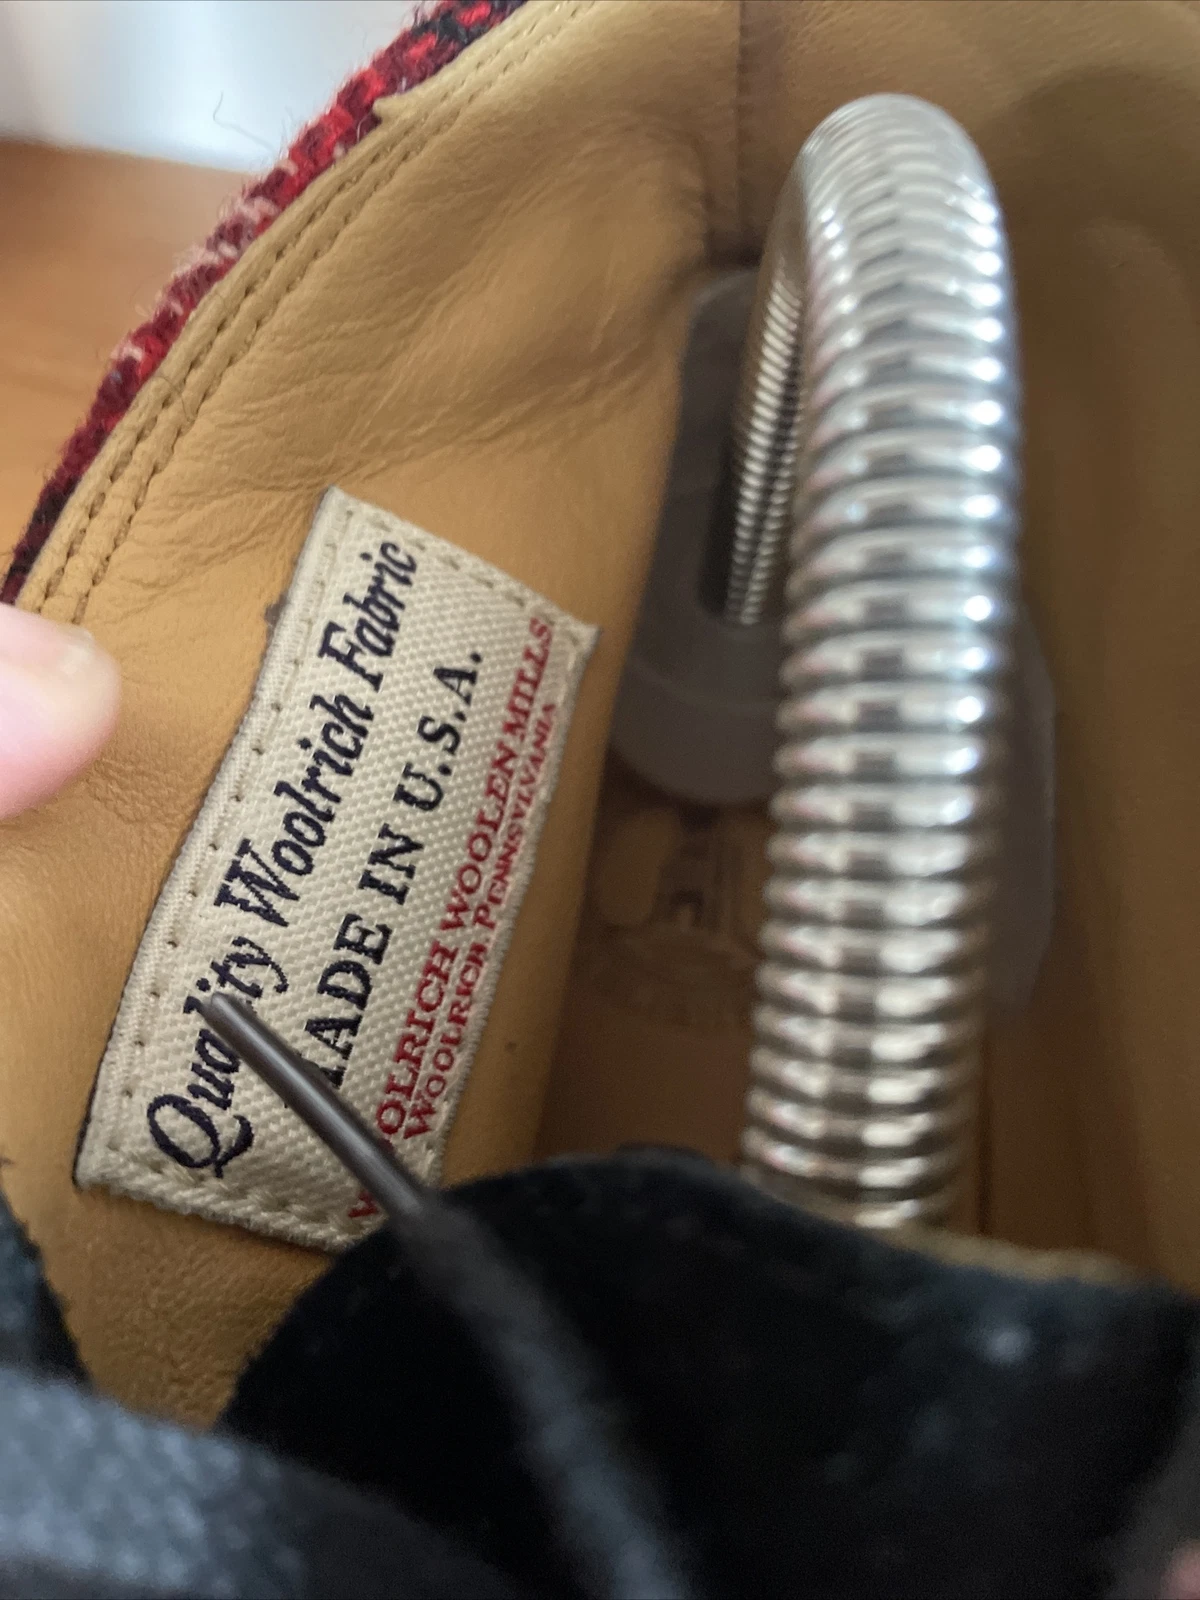 Quality Woolrich Fabric
MADE IN U.S.A.
WOOLRICH WOOLEN MILLS
WOOLRICH PENNSYLVANIA